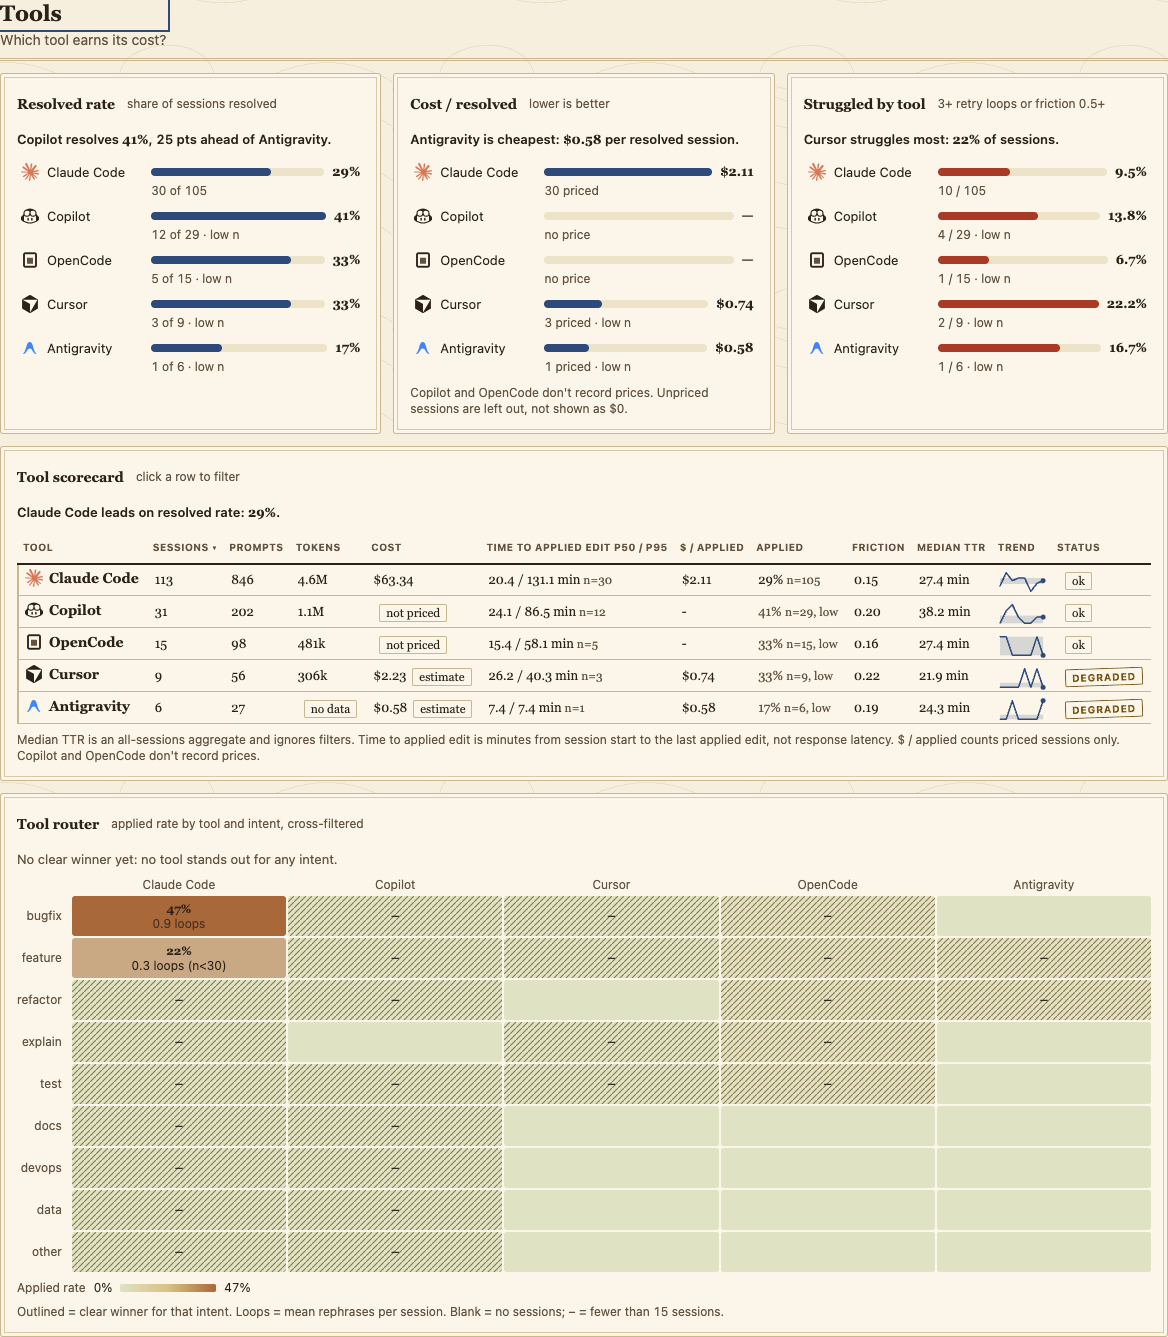 Tools
Which tool earns its cost?
Resolved rate share of sessions resolved
Copilot resolves 41%, 25 pts ahead of Antigravity.
Claude Code 29%
30 of 105
Copilot 41%
12 of 29 · low n
OpenCode 33%
5 of 15 · low n
Cursor 33%
3 of 9 · low n
Antigravity 17%
1 of 6 · low n
Cost / resolved lower is better
Antigravity is cheapest: $0.58 per resolved session.
Claude Code $2.11
30 priced
Copilot —
no price
OpenCode —
no price
Cursor $0.74
3 priced · low n
Antigravity $0.58
1 priced · low n
Copilot and OpenCode don't record prices. Unpriced
sessions are left out, not shown as $0.
Struggled by tool 3+ retry loops or friction 0.5+
Cursor struggles most: 22% of sessions.
Claude Code 9.5%
10 / 105
Copilot 13.8%
4 / 29 · low n
OpenCode 6.7%
1 / 15 · low n
Cursor 22.2%
2 / 9 · low n
Antigravity 16.7%
1 / 6 · low n
Tool scorecard click a row to filter
Claude Code leads on resolved rate: 29%.
TOOL SESSIONS ▾ PROMPTS TOKENS COST TIME TO APPLIED EDIT P50 / P95 $ / APPLIED APPLIED FRICTION MEDIAN TTR TREND STATUS
Claude Code 113 846 4.6M $63.34 20.4 / 131.1 min n=30 $2.11 29% n=105 0.15 27.4 min ok
Copilot 31 202 1.1M not priced 24.1 / 86.5 min n=12 - 41% n=29, low 0.20 38.2 min ok
OpenCode 15 98 481k not priced 15.4 / 58.1 min n=5 - 33% n=15, low 0.16 27.4 min ok
Cursor 9 56 306k $2.23 estimate 26.2 / 40.3 min n=3 $0.74 33% n=9, low 0.22 21.9 min DEGRADED
Antigravity 6 27 no data $0.58 estimate 7.4 / 7.4 min n=1 $0.58 17% n=6, low 0.19 24.3 min DEGRADED
Median TTR is an all-sessions aggregate and ignores filters. Time to applied edit is minutes from session start to the last applied edit, not response latency. $ / applied counts priced sessions only.
Copilot and OpenCode don't record prices.
Tool router applied rate by tool and intent, cross-filtered
No clear winner yet: no tool stands out for any intent.
Claude Code Copilot Cursor OpenCode Antigravity
bugfix 47% – – –
0.9 loops
feature 22% – – – –
0.3 loops (n<30)
refactor – – – –
explain – – –
test – – – –
docs – –
devops – –
data – –
other – –
Applied rate 0% 47%
Outlined = clear winner for that intent. Loops = mean rephrases per session. Blank = no sessions; – = fewer than 15 sessions.